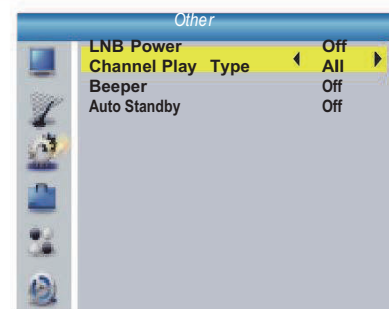 Other
LNB Power Off
Channel Play Type All
Beeper Off
Auto Standby Off